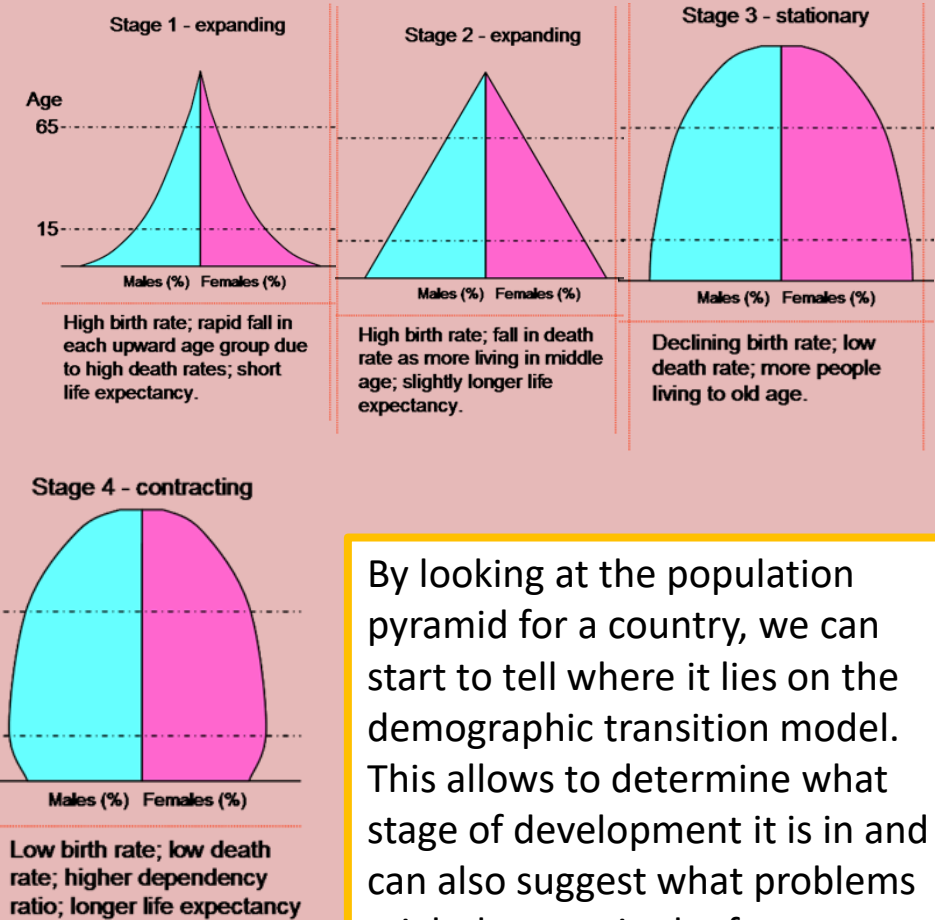 Stage 1 - expanding
Age
65
15
Males (%) Females (%)
High birth rate; rapid fall in
each upward age group due
to high death rates; short
life expectancy.
Stage 2 - expanding
Males (%) Females (%)
High birth rate; fall in death
rate as more living in middle
age; slightly longer life
expectancy.
Stage 3 - stationary
Males (%) Females (%)
Declining birth rate; low
death rate; more people
living to old age.
Stage 4 - contracting
Males (%) Females (%)
Low birth rate; low death
rate; higher dependency
ratio; longer life expectancy
By looking at the population
pyramid for a country, we can
start to tell where it lies on the
demographic transition model.
This allows to determine what
stage of development it is in and
can also suggest what problems